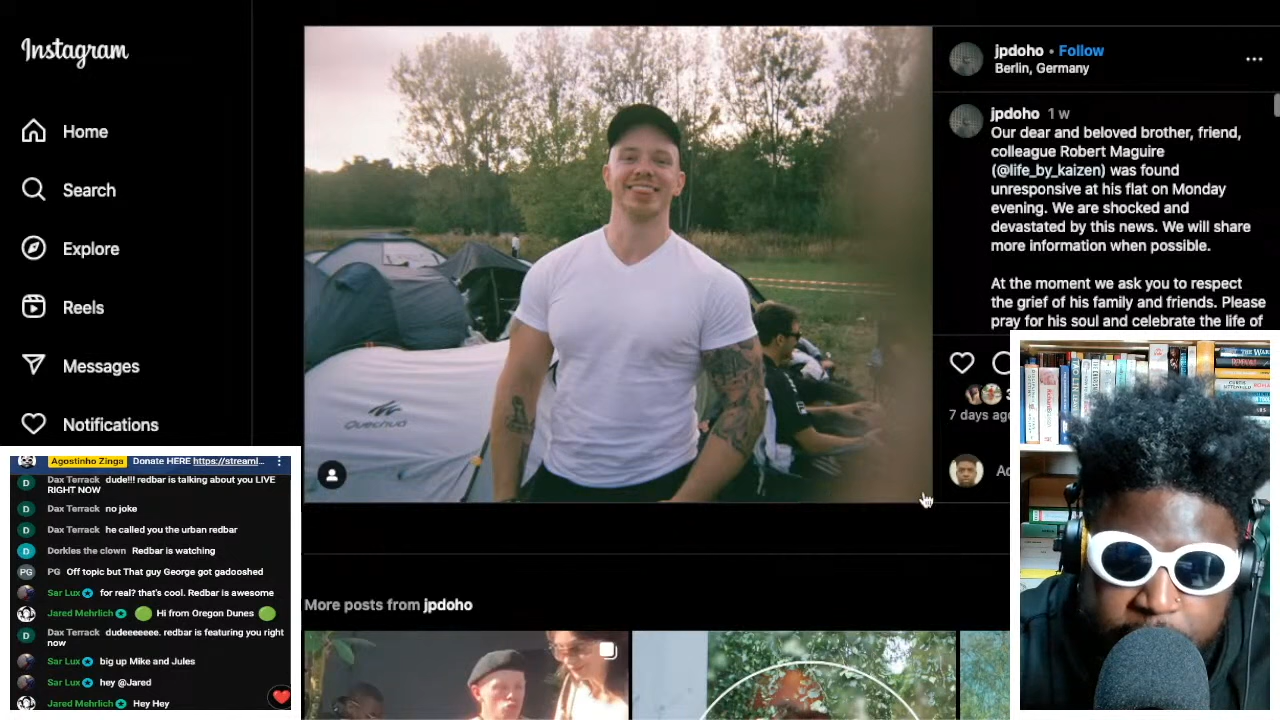 Instagram
Home
Search
Explore
Reels
Messages
Notifications
Quechua
jpdoho • Follow
Berlin, Germany
jpdoho 1 w
Our dear and beloved brother, friend,
colleague Robert Maguire
(@life_by_kaizen) was found
unresponsive at his flat on Monday
evening. We are shocked and
devastated by this news. We will share
more information when possible.
At the moment we ask you to respect
the grief of his family and friends. Please
pray for his soul and celebrate the life of
7 days ago
More posts from jpdoho
Agostinho Zinga Donate HERE https://streaml...
Dax Terrack dude!!! redbar is talking about you LIVE
RIGHT NOW
Dax Terrack no joke
Dax Terrack he called you the urban redbar
Dorkles the clown Redbar is watching
PG Off topic but That guy George got gadooshed
Sar Lux for real? that's cool. Redbar is awesome
Jared Mehrlich Hi from Oregon Dunes
Dax Terrack dudeeeeeee. redbar is featuring you right
now
Sar Lux big up Mike and Jules
Sar Lux hey @Jared
Jared Mehrlich Hey Hey